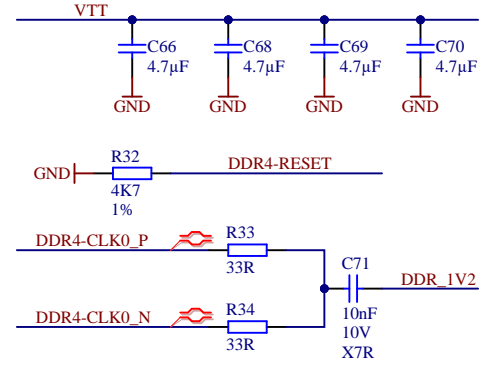 VTT
C66
4.7µF
C68
4.7µF
C69
4.7µF
C70
4.7µF
GND
GND
GND
GND
R32
GND
DDR4-RESET
4K7
1%
DDR4-CLK0_P
R33
33R
C71
DDR_1V2
10nF
10V
X7R
DDR4-CLK0_N
R34
33R